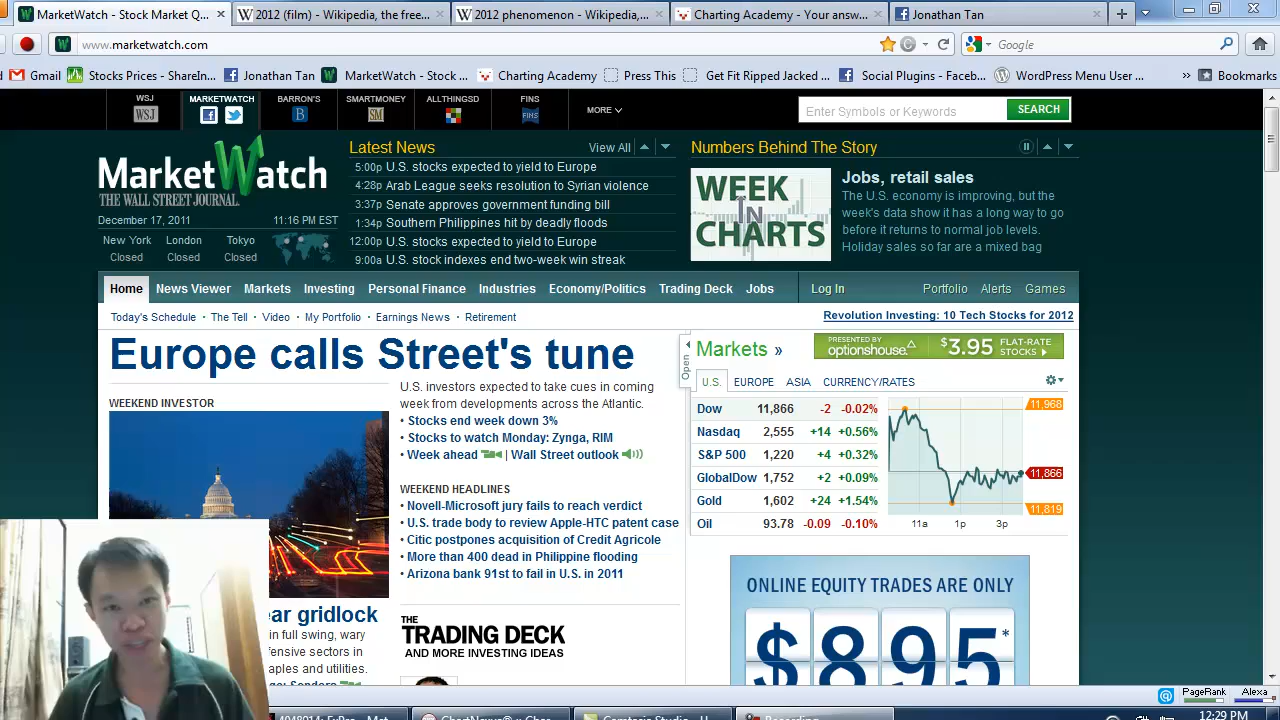 MarketWatch - Stock Market Q...
2012 (film) - Wikipedia, the free...
2012 phenomenon - Wikipedia,...
Charting Academy - Your answ...
Jonathan Tan
www.marketwatch.com
Google
Gmail
Stocks Prices - ShareIn...
Jonathan Tan
MarketWatch - Stoc...
Charting Academy
Press This
Get Fit Ripped Jacked ...
Social Plugins - Faceb...
WordPress Menu User ...
Bookmarks
WSJ
MARKETWATCH
BARRON'S
SMARTMONEY
ALLTHINGSD
FINS
MORE
Enter Symbols or Keywords
SEARCH
MarketWatch
THE WALL STREET JOURNAL.
December 17, 2011 11:16 PM EST
New York London Tokyo
Closed Closed Closed
Latest News View All
5:00p U.S. stocks expected to yield to Europe
4:28p Arab League seeks resolution to Syrian violence
3:37p Senate approves government funding bill
1:34p Southern Philippines hit by deadly floods
12:00p U.S. stocks expected to yield to Europe
9:00a U.S. stock indexes end two-week win streak
Numbers Behind The Story
WEEK
IN
CHARTS
Jobs, retail sales
The U.S. economy is improving, but the
week's data show it has a long way to go
before it returns to normal job levels.
Holiday sales so far are a mixed bag
Home News Viewer Markets Investing Personal Finance Industries Economy/Politics Trading Deck Jobs Log In Portfolio Alerts Games
Today's Schedule • The Tell • Video • My Portfolio • Earnings News • Retirement
Revolution Investing: 10 Tech Stocks for 2012
Europe calls Street's tune
WEEKEND INVESTOR
U.S. investors expected to take cues in coming
week from developments across the Atlantic.
• Stocks end week down 3%
• Stocks to watch Monday: Zynga, RIM
• Week ahead | Wall Street outlook
WEEKEND HEADLINES
• Novell-Microsoft jury fails to reach verdict
• U.S. trade body to review Apple-HTC patent case
• Citic postpones acquisition of Credit Agricole
• More than 400 dead in Philippine flooding
• Arizona bank 91st to fail in U.S. in 2011
ear gridlock
in full swing, wary
fensive sectors in
aples and utilities.
THE
TRADING DECK
AND MORE INVESTING IDEAS
Open
Markets »
PRESENTED BY
optionshouse.
$3.95 FLAT-RATE
STOCKS
U.S. EUROPE ASIA CURRENCY/RATES
Dow 11,866 -2 -0.02%
Nasdaq 2,555 +14 +0.56%
S&P 500 1,220 +4 +0.32%
GlobalDow 1,752 +2 +0.09%
Gold 1,602 +24 +1.54%
Oil 93.78 -0.09 -0.10%
11,968
11,866
11,819
11a 1p 3p
ONLINE EQUITY TRADES ARE ONLY
$8.95*
PageRank
Alexa
12:29 PM